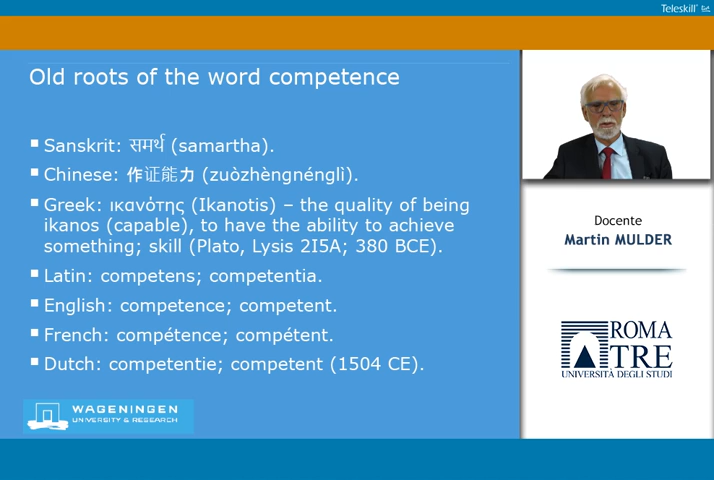 Teleskill
Old roots of the word competence
▪ Sanskrit: समर्थ (samartha).
▪ Chinese: 作证能力 (zuòzhèngnénglì).
▪ Greek: ικανότης (Ikanotis) – the quality of being
ikanos (capable), to have the ability to achieve
something; skill (Plato, Lysis 2I5A; 380 BCE).
▪ Latin: competens; competentia.
▪ English: competence; competent.
▪ French: compétence; compétent.
▪ Dutch: competentie; competent (1504 CE).
WAGENINGEN
UNIVERSITY & RESEARCH
Docente
Martin MULDER
ROMA
TRE
UNIVERSITÀ DEGLI STUDI